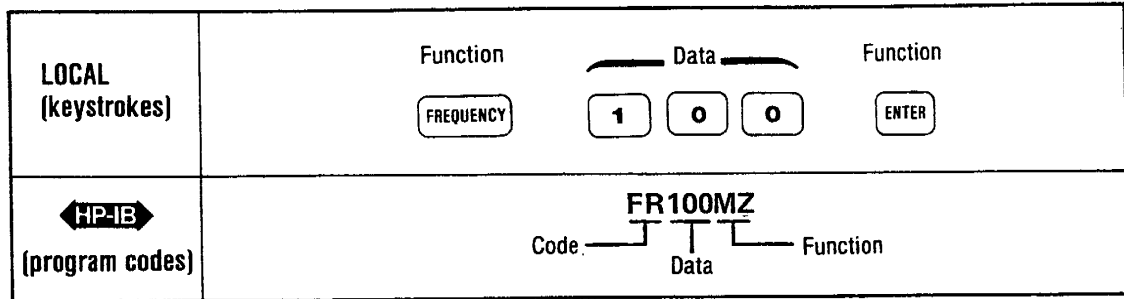 LOCAL
(keystrokes)
Function Data Function
FREQUENCY 1 0 0 ENTER
HP-IB
(program codes)
FR100MZ
Code Function
Data